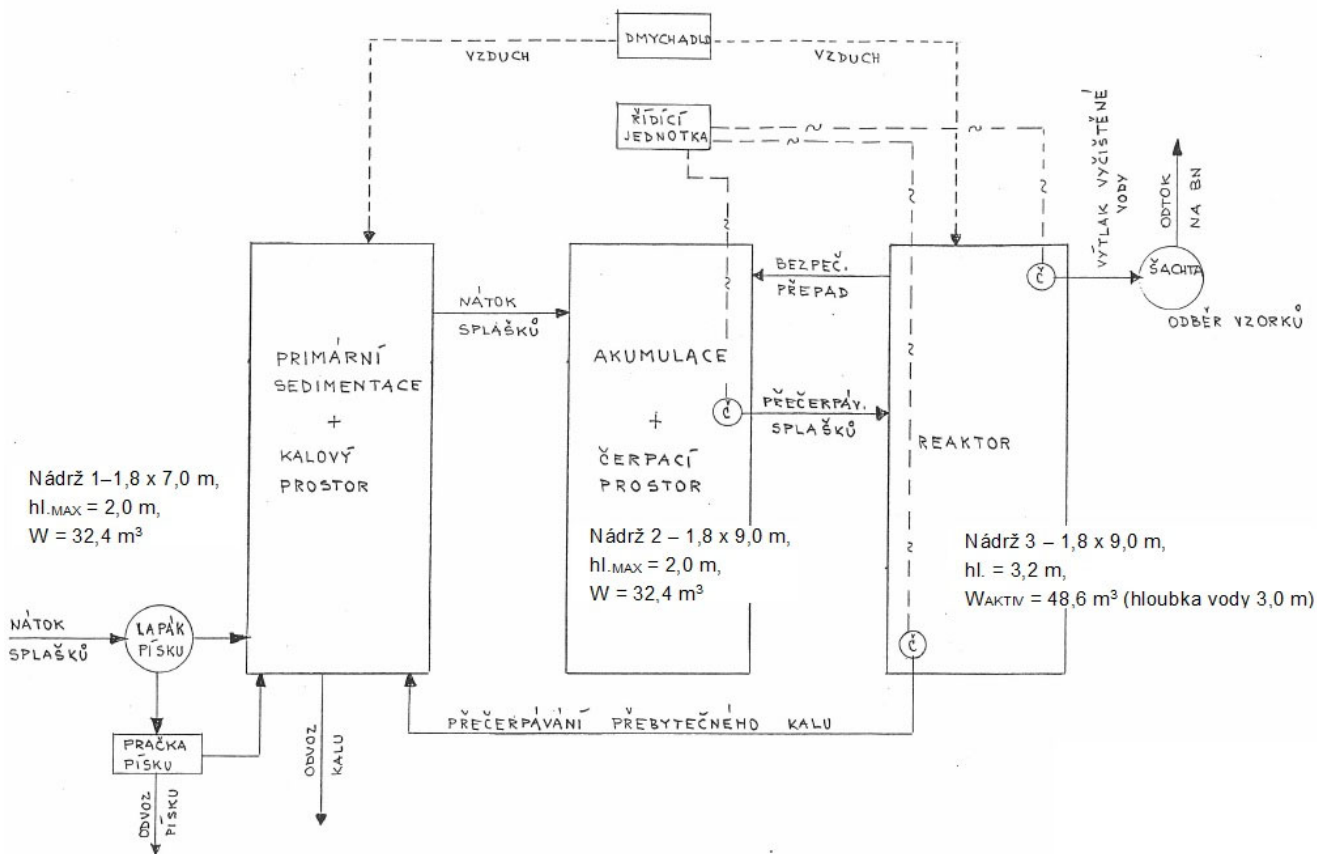 DMYCHADLO
VZDUCH
VZDUCH
ŘÍDÍCÍ
JEDNOTKA
VÝTLAK VYČIŠTĚNÉ
VODY
ODTOK
NA BN
BEZPEČ.
PŘEPAD
Č
ŠACHTA
ODBĚR VZORKŮ
NÁTOK
SPLAŠKŮ
PRIMÁRNÍ
SEDIMENTACE
+
KALOVÝ
PROSTOR
AKUMULACE
+
ČERPACÍ
PROSTOR
Č
PŘEČERPÁV.
SPLAŠKŮ
REAKTOR
Nádrž 1–1,8 x 7,0 m,
hl.MAX = 2,0 m,
W = 32,4 m³
Nádrž 2 – 1,8 x 9,0 m,
hl.MAX = 2,0 m,
W = 32,4 m³
Nádrž 3 – 1,8 x 9,0 m,
hl. = 3,2 m,
WAKTIV = 48,6 m³ (hloubka vody 3,0 m)
NÁTOK
SPLAŠKŮ
LAPÁK
PÍSKU
Č
PŘEČERPÁVÁNÍ PŘEBYTEČNÉHO KALU
PRAČKA
PÍSKU
ODVOZ
KALU
ODVOZ
PÍSKU